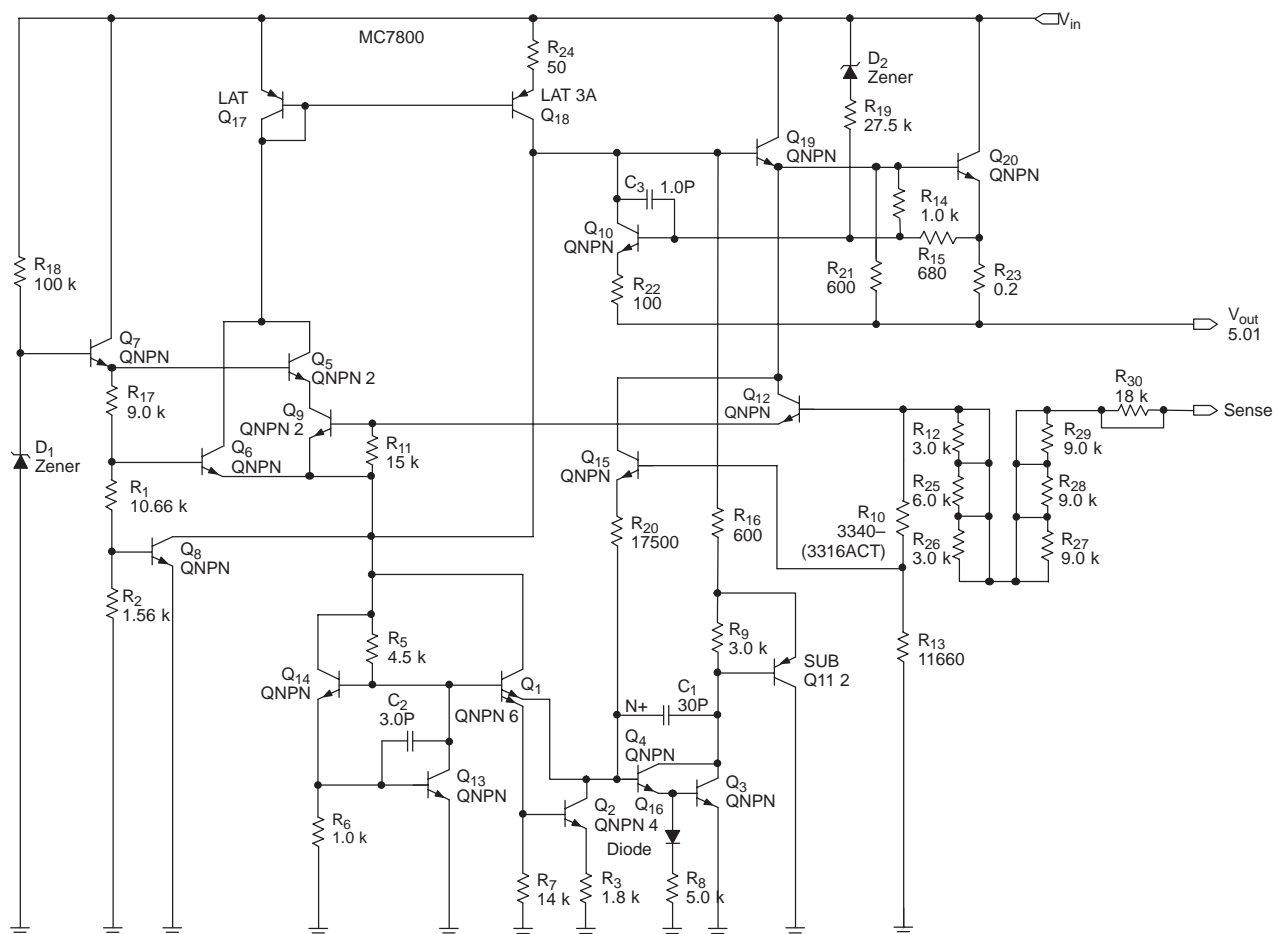 Vin
MC7800
R24
50
D2
Zener
LAT
Q17
LAT 3A
Q18
R19
27.5 k
Q19
QNPN
Q20
QNPN
C3
1.0P
R14
1.0 k
Q10
QNPN
R18
100 k
R22
100
R21
600
R15
680
R23
0.2
Vout
5.01
Q7
QNPN
Q5
QNPN 2
R17
9.0 k
Q9
QNPN 2
Q12
QNPN
R30
18 k
Sense
D1
Zener
Q6
QNPN
R11
15 k
R12
3.0 k
R29
9.0 k
Q15
QNPN
R1
10.66 k
R25
6.0 k
R28
9.0 k
R20
17500
R16
600
R10
3340–
(3316ACT)
R26
3.0 k
R27
9.0 k
Q8
QNPN
R2
1.56 k
R5
4.5 k
R9
3.0 k
R13
11660
Q14
QNPN
Q1
QNPN 6
SUB
Q11 2
C2
3.0P
N+
C1
30P
Q4
QNPN
Q13
QNPN
Q3
QNPN
Q16
Q2
QNPN 4
R6
1.0 k
Diode
R7
14 k
R3
1.8 k
R8
5.0 k